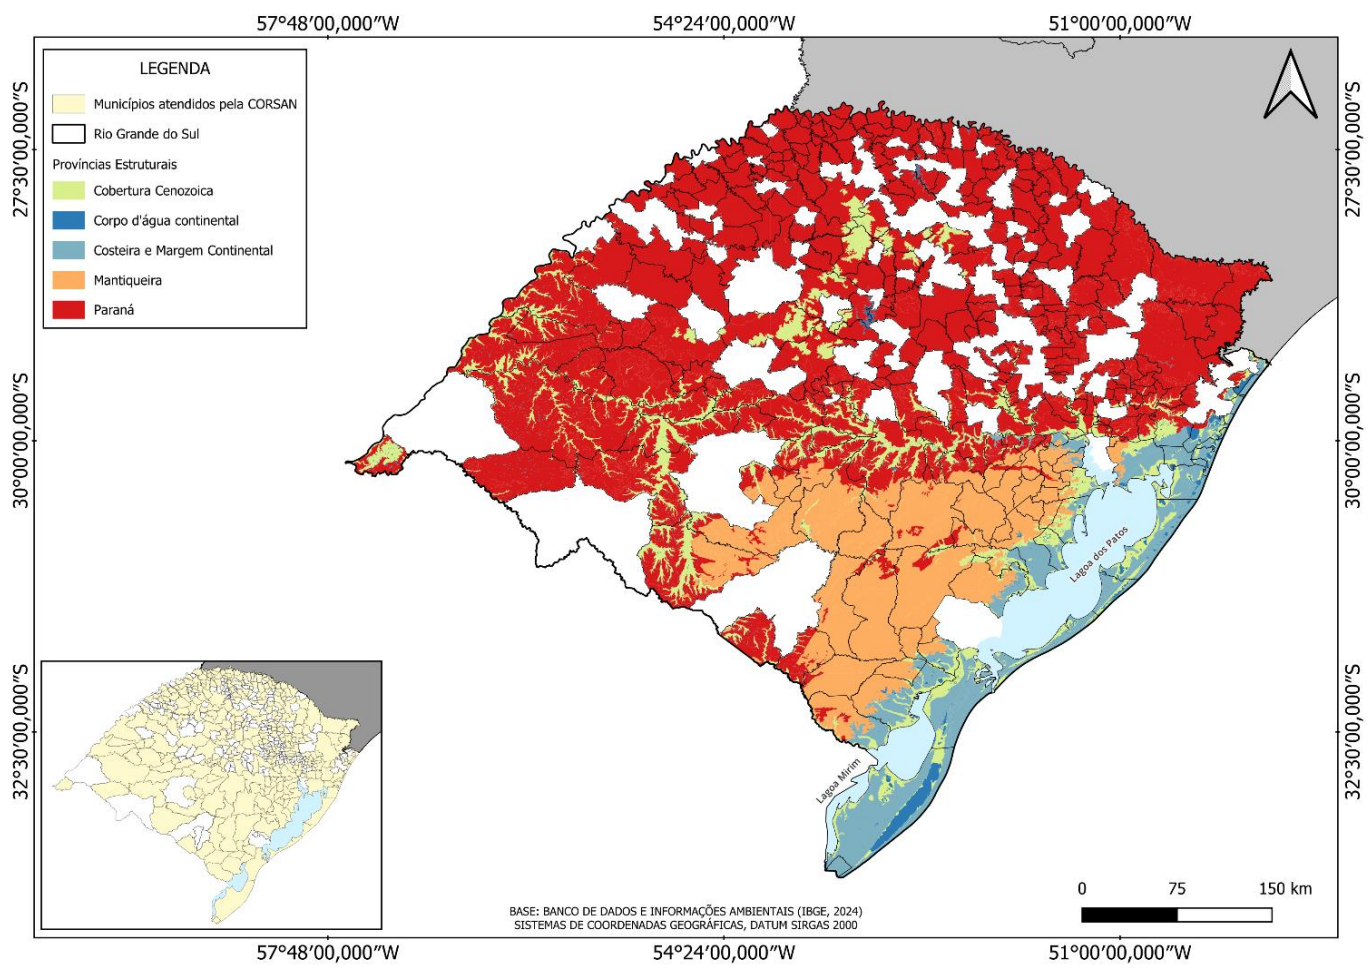 57°48′00,000″W
54°24′00,000″W
51°00′00,000″W
27°30′00,000″S
27°30′00,000″S
LEGENDA
Municípios atendidos pela CORSAN
Rio Grande do Sul
Províncias Estruturais
Cobertura Cenozoica
Corpo d'água continental
Costeira e Margem Continental
Mantiqueira
Paraná
30°00′00,000″S
30°00′00,000″S
Lagoa dos Patos
32°30′00,000″S
32°30′00,000″S
Lagoa Mirim
0 75 150 km
BASE: BANCO DE DADOS E INFORMAÇÕES AMBIENTAIS (IBGE, 2024)
SISTEMAS DE COORDENADAS GEOGRÁFICAS, DATUM SIRGAS 2000
57°48′00,000″W
54°24′00,000″W
51°00′00,000″W